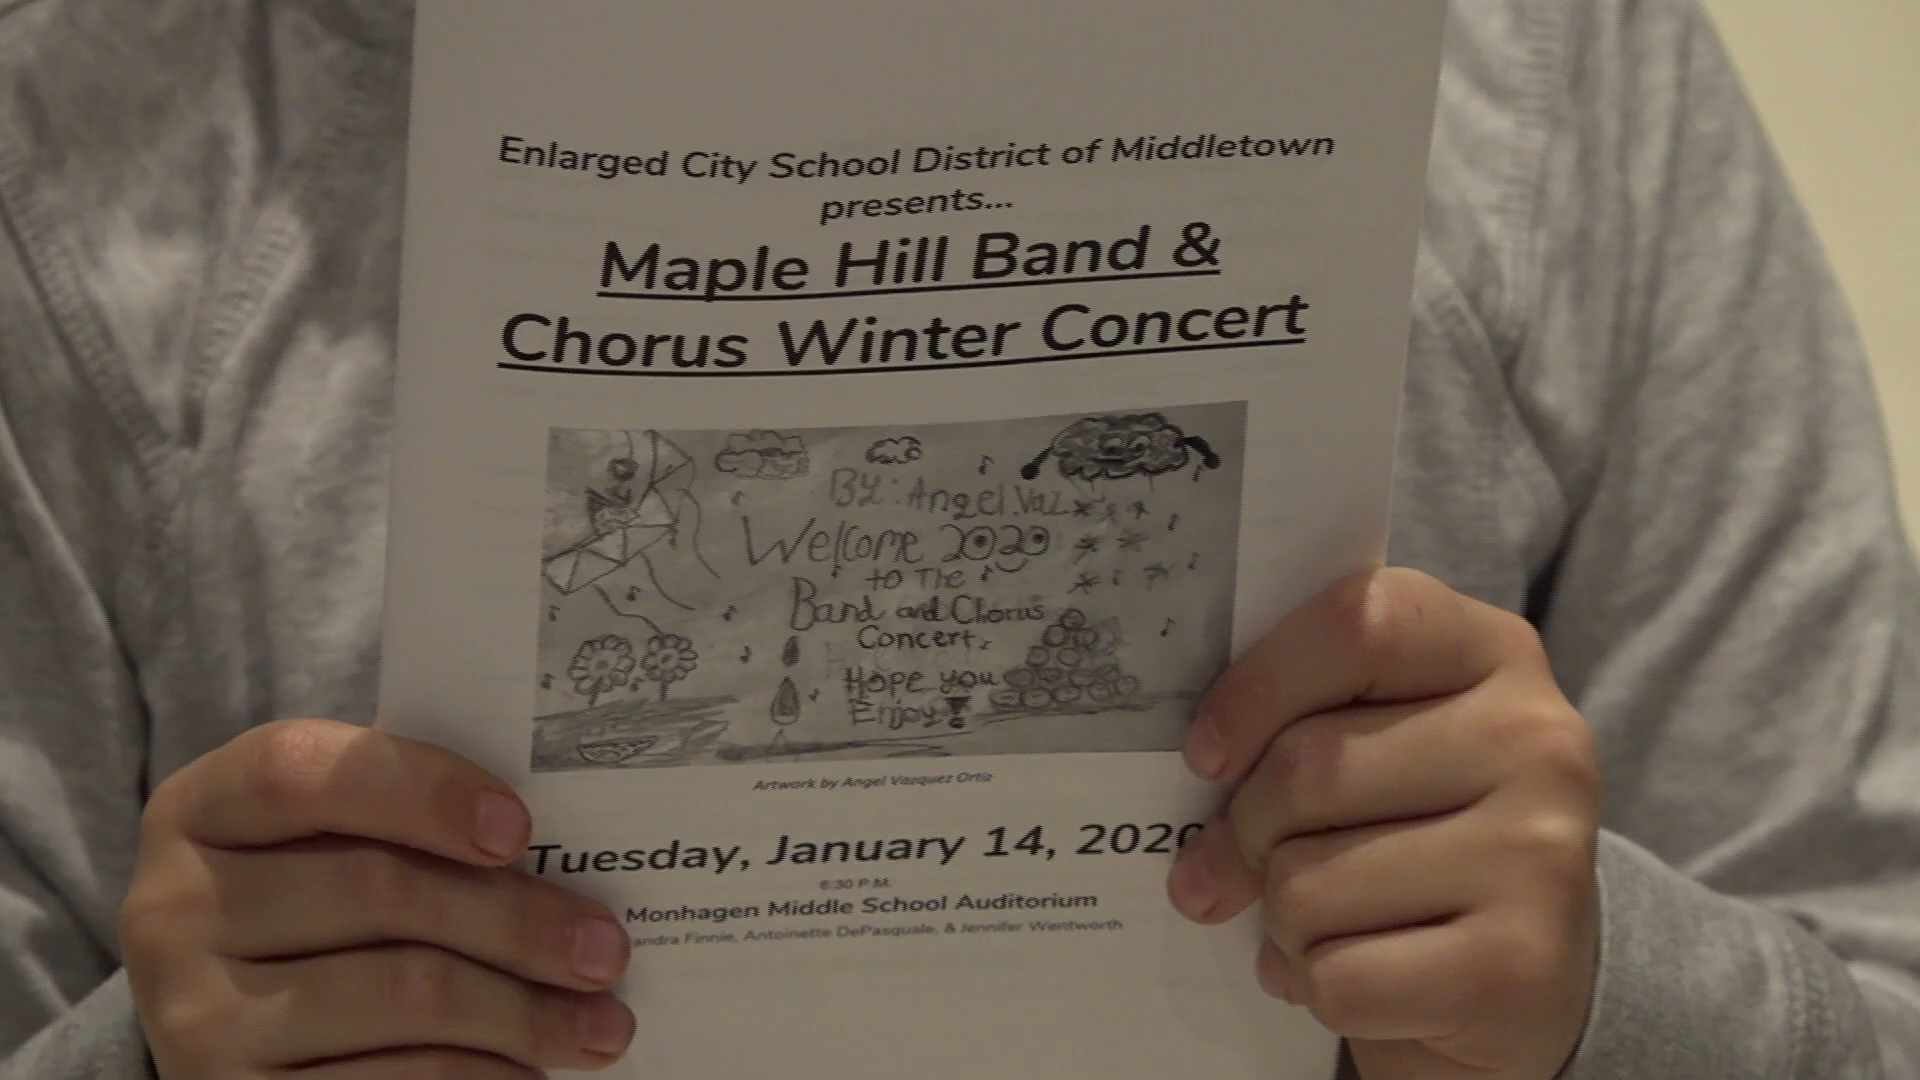 Enlarged City School District of Middletown
presents...
Maple Hill Band &
Chorus Winter Concert
By: Angel.Vaz
Welcome 2020
to The
Band and Chorus
Concert.
Hope you
Enjoy!
Artwork by Angel Vazquez Ortiz
Tuesday, January 14, 2020
6:30 P.M.
Monhagen Middle School Auditorium
Finnie, Antoinette DePasquale, & Jennifer Wentworth